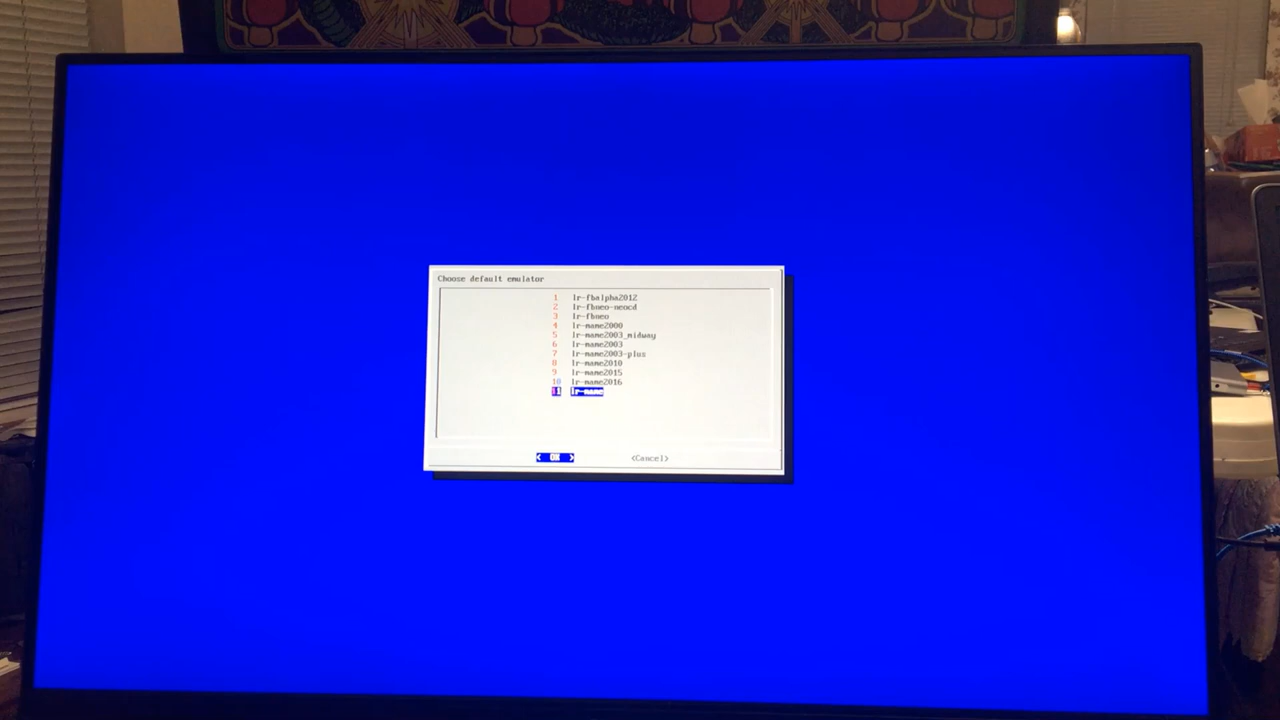 Choose default emulator
1 lr-fbalpha2012
2 lr-fbneo-neocd
3 lr-fbneo
4 lr-mame2000
5 lr-mame2003_midway
6 lr-mame2003
7 lr-mame2003-plus
8 lr-mame2010
9 lr-mame2015
10 lr-mame2016
11 lr-mame
< OK > <Cancel>